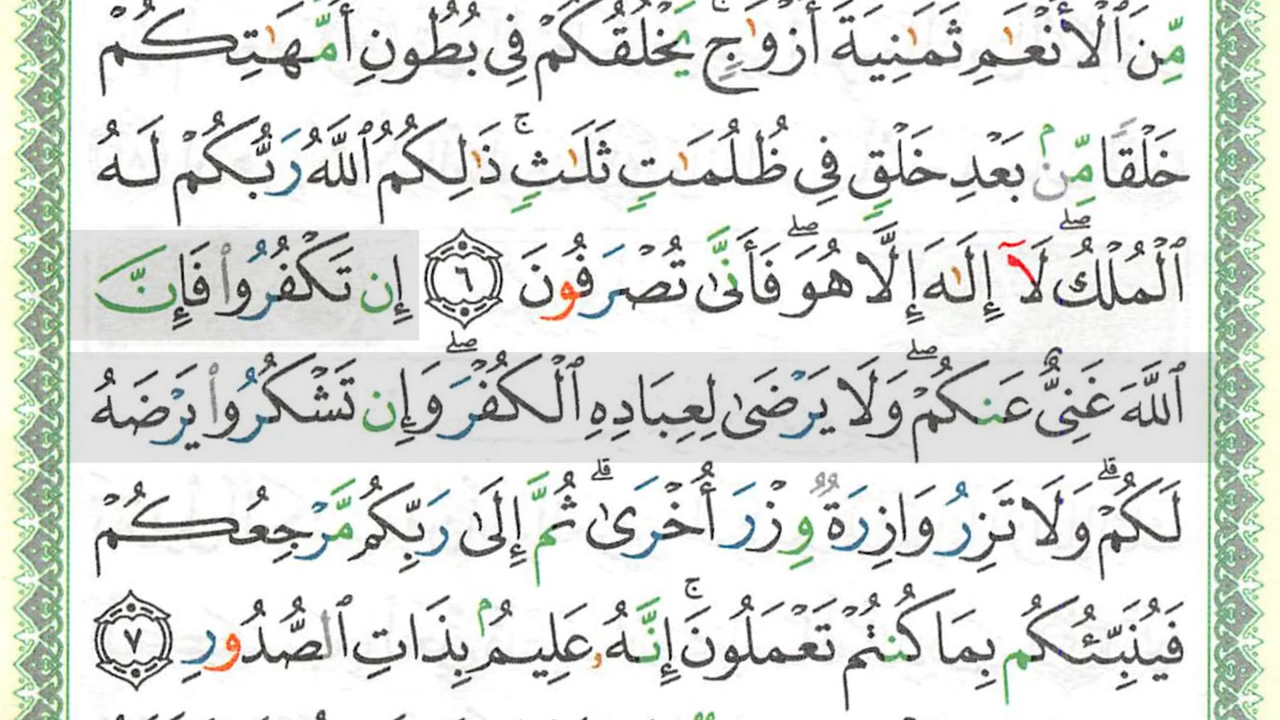 مِّنَ ٱلْأَنْعَـٰمِ ثَمَـٰنِيَةَ أَزْوَٰجٍۚ يَخْلُقُكُمْ فِى بُطُونِ أُمَّهَـٰتِكُمْ
خَلْقًا مِّنۢ بَعْدِ خَلْقٍ فِى ظُلُمَـٰتٍ ثَلَـٰثٍۚ ذَٰلِكُمُ ٱللَّهُ رَبُّكُمْ لَهُ
ٱلْمُلْكُۖ لَآ إِلَـٰهَ إِلَّا هُوَۖ فَأَنَّىٰ تُصْرَفُونَ ٦ إِن تَكْفُرُوا۟ فَإِنَّ
ٱللَّهَ غَنِىٌّ عَنكُمْۖ وَلَا يَرْضَىٰ لِعِبَادِهِ ٱلْكُفْرَۖ وَإِن تَشْكُرُوا۟ يَرْضَهُ
لَكُمْۗ وَلَا تَزِرُ وَازِرَةٌ وِزْرَ أُخْرَىٰۗ ثُمَّ إِلَىٰ رَبِّكُم مَّرْجِعُكُمْ
فَيُنَبِّئُكُم بِمَا كُنتُمْ تَعْمَلُونَۚ إِنَّهُۥ عَلِيمٌۢ بِذَاتِ ٱلصُّدُورِ ٧